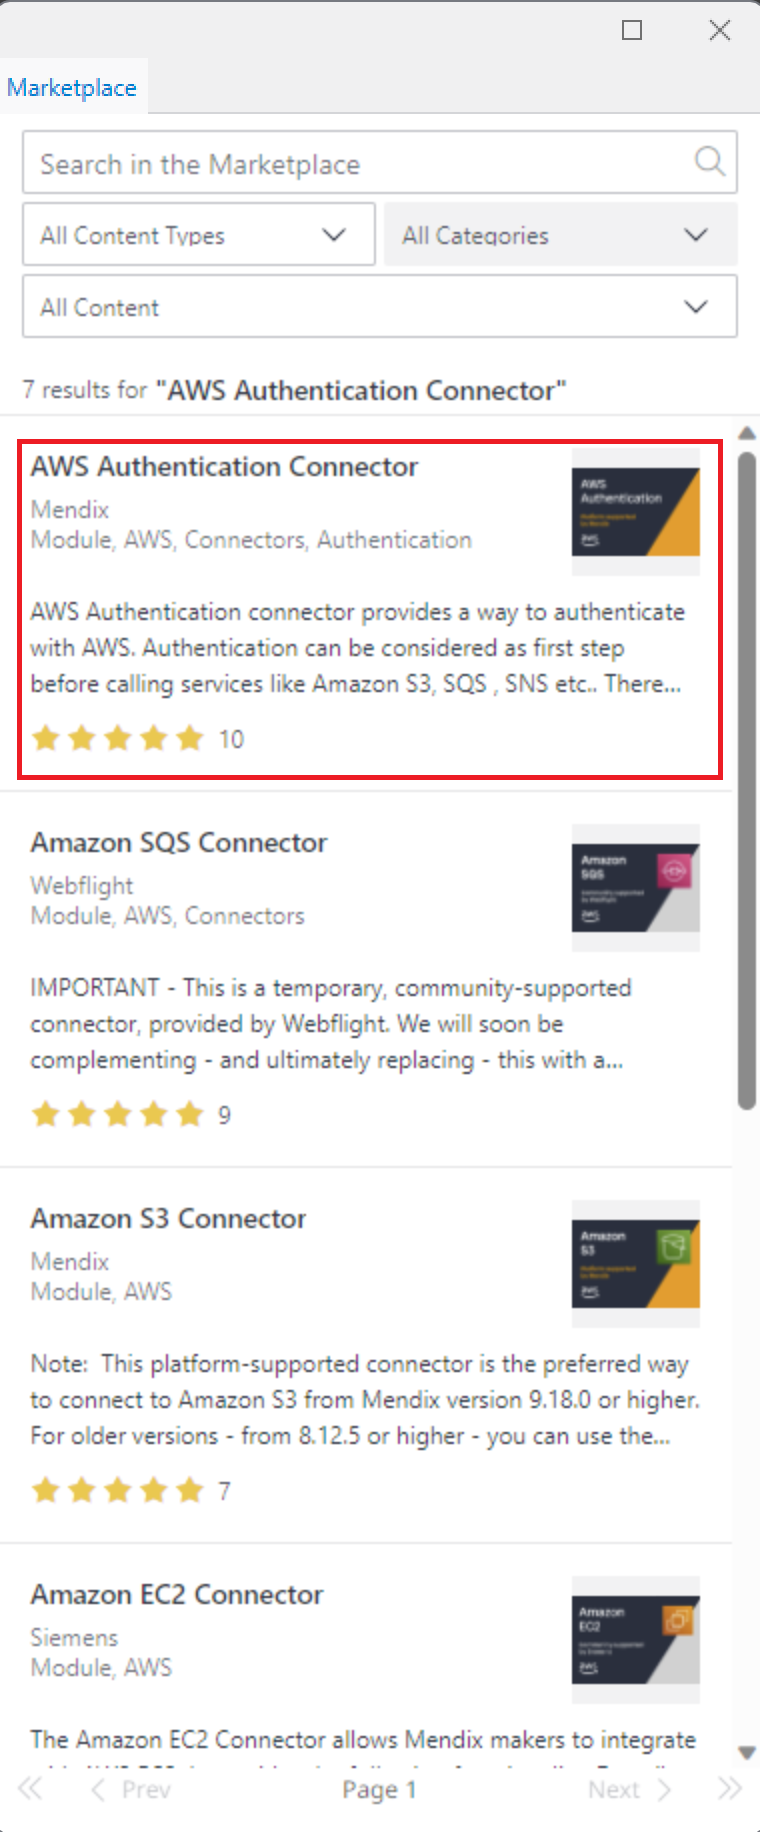 Marketplace
Search in the Marketplace
All Content Types
All Categories
All Content
7 results for "AWS Authentication Connector"
AWS Authentication Connector
Mendix
Module, AWS, Connectors, Authentication
AWS
Authentication
aws
AWS Authentication connector provides a way to authenticate
with AWS. Authentication can be considered as first step
before calling services like Amazon S3, SQS , SNS etc.. There...
10
Amazon SQS Connector
Webflight
Module, AWS, Connectors
Amazon
SQS
aws
IMPORTANT - This is a temporary, community-supported
connector, provided by Webflight. We will soon be
complementing - and ultimately replacing - this with a...
9
Amazon S3 Connector
Mendix
Module, AWS
Amazon
S3
aws
Note:  This platform-supported connector is the preferred way
to connect to Amazon S3 from Mendix version 9.18.0 or higher.
For older versions - from 8.12.5 or higher - you can use the...
7
Amazon EC2 Connector
Siemens
Module, AWS
Amazon
EC2
aws
The Amazon EC2 Connector allows Mendix makers to integrate
Prev
Page 1
Next